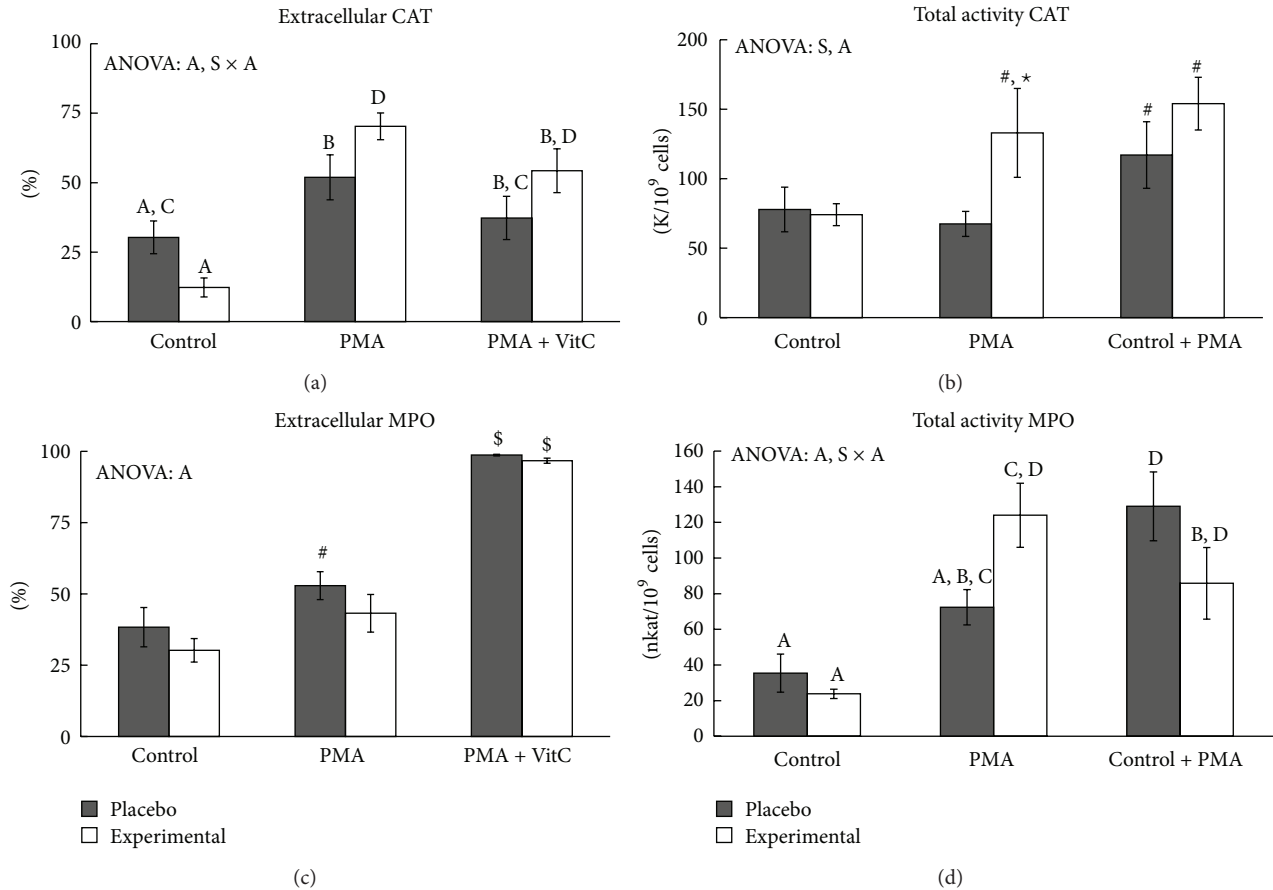 Extracellular CAT
ANOVA: A, S × A
(%)
100
75
50
25
0
A, C
A
B
D
B, C
B, D
Control
PMA
PMA + VitC
(a)
Total activity CAT
ANOVA: S, A
(K/10⁹ cells)
200
150
100
50
0
#, ⋆
#
#
Control
PMA
Control + PMA
(b)
Extracellular MPO
ANOVA: A
(%)
100
75
50
25
0
#
$
$
Control
PMA
PMA + VitC
Placebo
Experimental
(c)
Total activity MPO
ANOVA: A, S × A
(nkat/10⁹ cells)
160
140
120
100
80
60
40
20
0
A
A
A, B, C
C, D
D
B, D
Control
PMA
Control + PMA
Placebo
Experimental
(d)